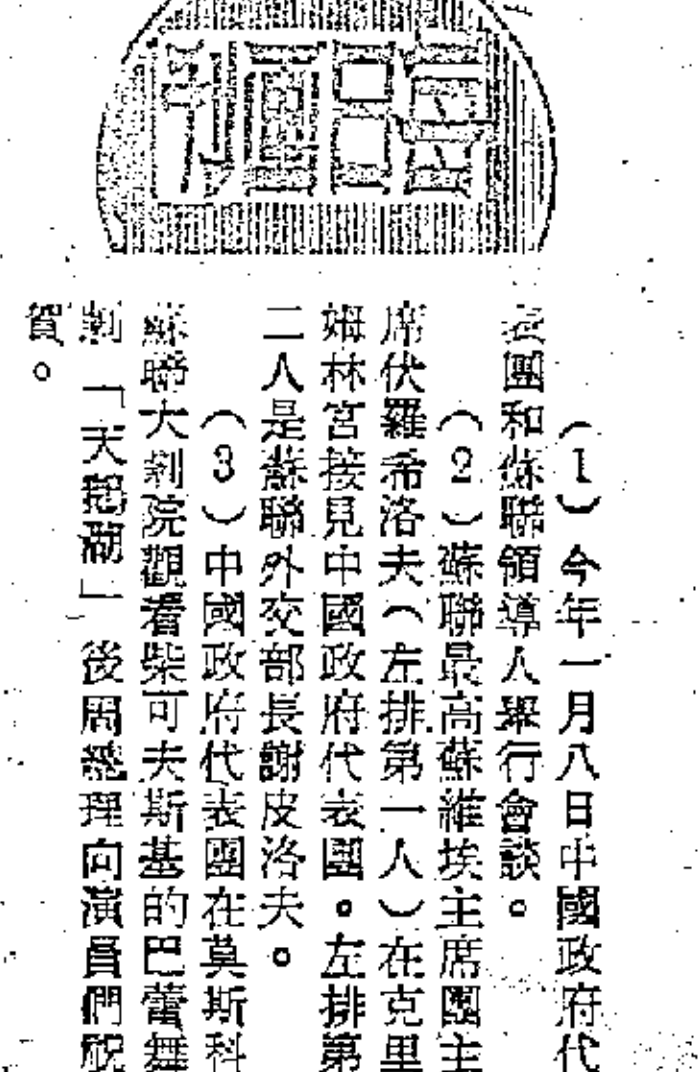 （1）今年一月八日中國政府代
表團和蘇聯領導人舉行會談。
（2）蘇聯最高蘇維埃主席團主
席伏羅希洛夫（左排第一人）在克里
姆林宮接見中國政府代表團。左排第
二人是蘇聯外交部長謝皮洛夫。
（3）中國政府代表團在莫斯科
蘇聯大劇院觀看柴可夫斯基的巴蕾舞
劇「天鵝湖」後周總理向演員們祝
賀。